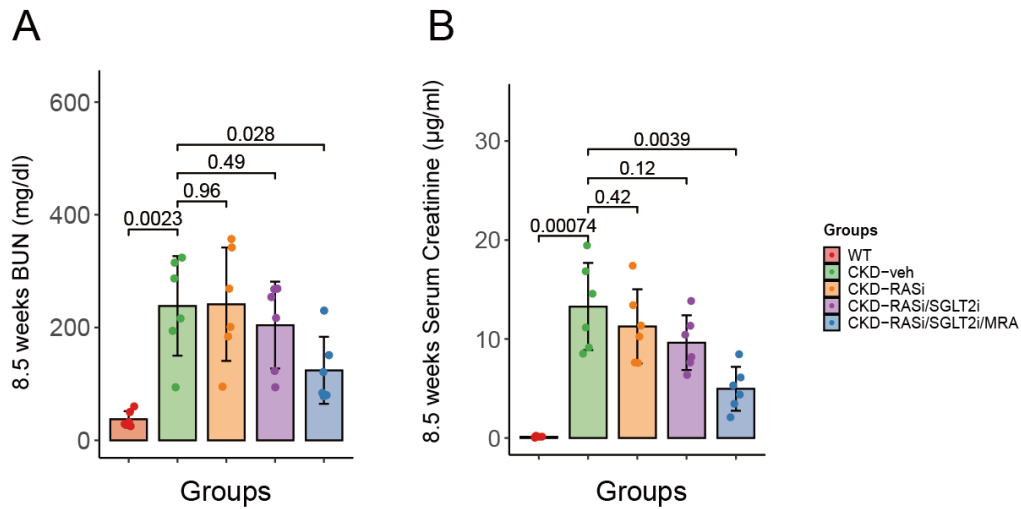 A
8.5 weeks BUN (mg/dl)
600
400
200
0
0.028
0.49
0.96
0.0023
Groups
B
8.5 weeks Serum Creatinine (µg/ml)
30
20
10
0
0.0039
0.12
0.42
0.00074
Groups
Groups
WT
CKD−veh
CKD−RASi
CKD−RASi/SGLT2i
CKD−RASi/SGLT2i/MRA